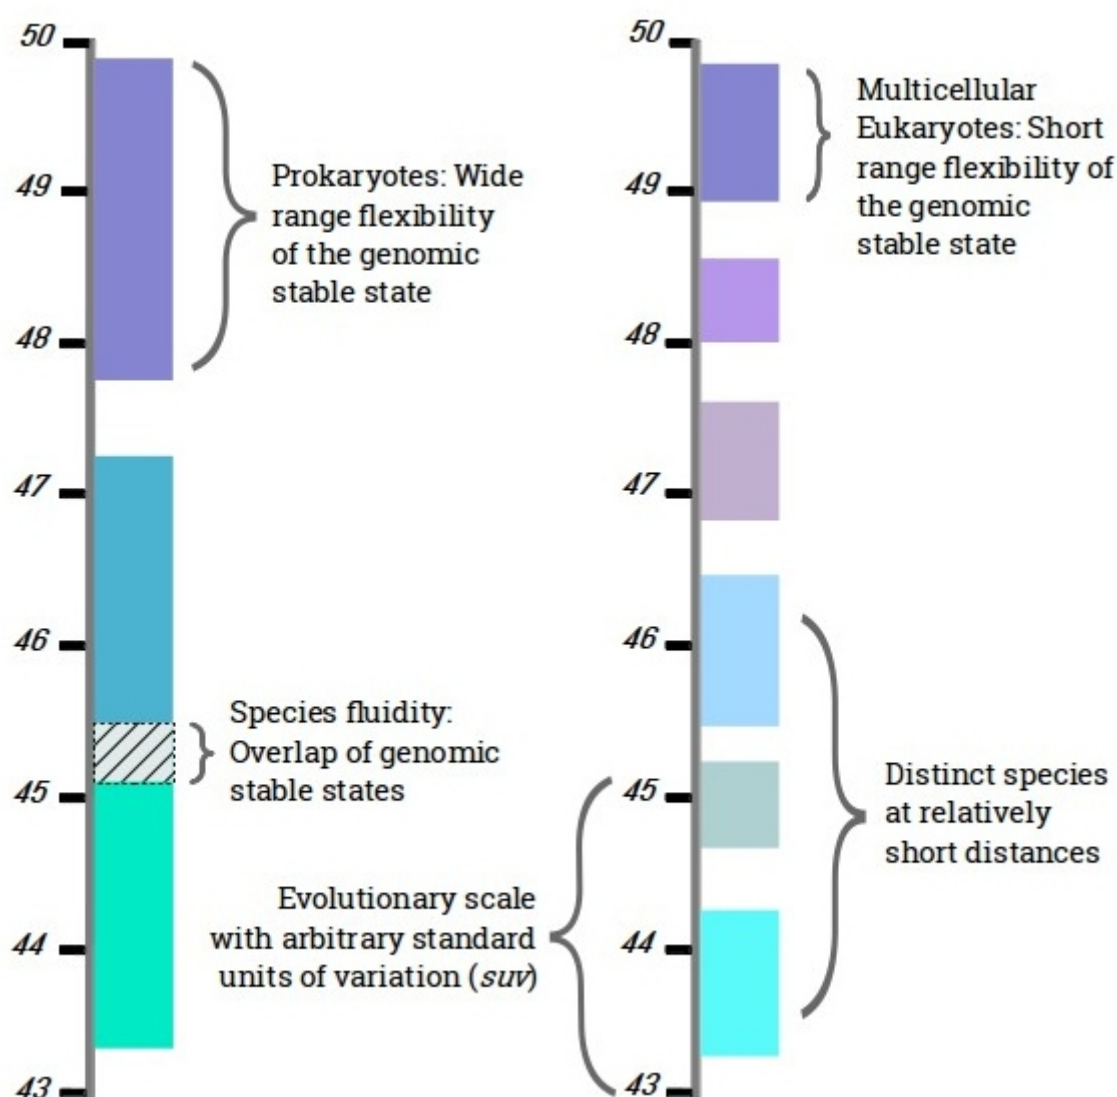 50
49
48
47
46
45
44
43
Prokaryotes: Wide
range flexibility
of the genomic
stable state
Species fluidity:
Overlap of genomic
stable states
Evolutionary scale
with arbitrary standard
units of variation (suv)
50
49
48
47
46
45
44
43
Multicellular
Eukaryotes: Short
range flexibility of
the genomic
stable state
Distinct species
at relatively
short distances